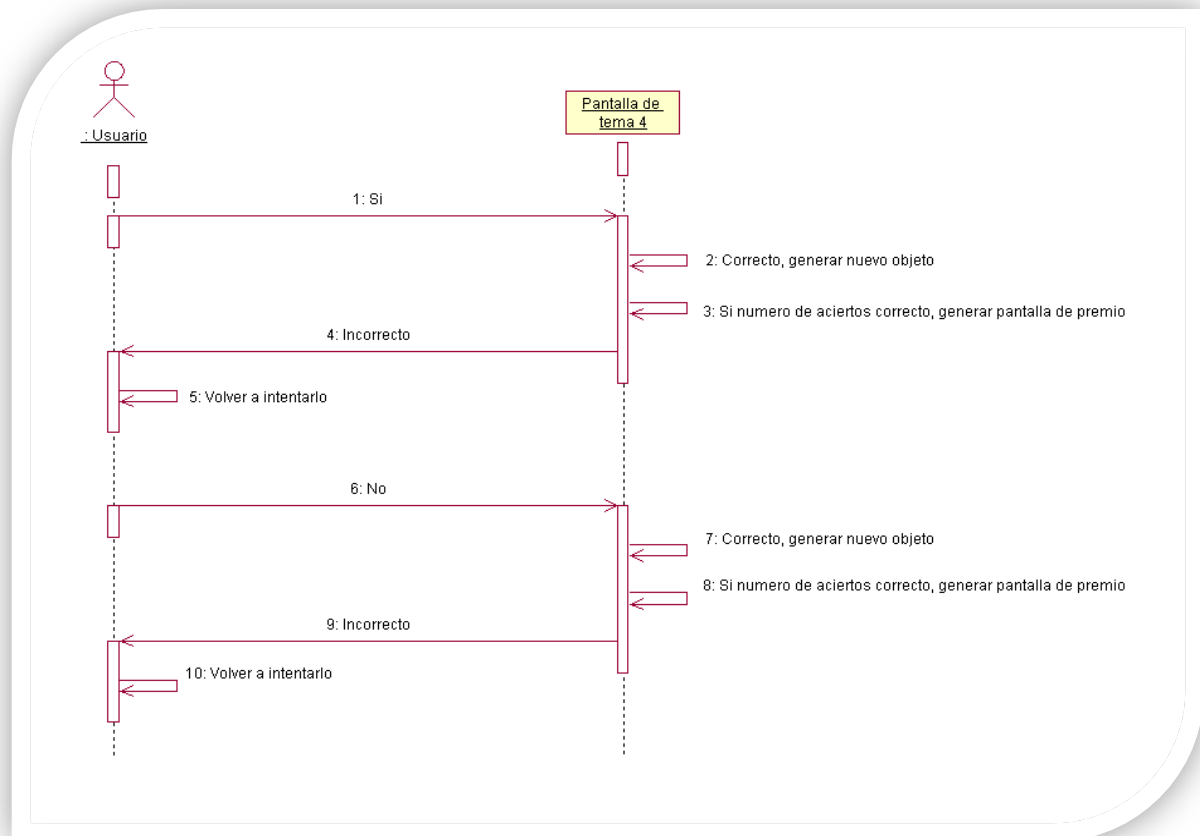 : Usuario
Pantalla de
tema 4
1: Si
2: Correcto, generar nuevo objeto
3: Si numero de aciertos correcto, generar pantalla de premio
4: Incorrecto
5: Volver a intentarlo
6: No
7: Correcto, generar nuevo objeto
8: Si numero de aciertos correcto, generar pantalla de premio
9: Incorrecto
10: Volver a intentarlo